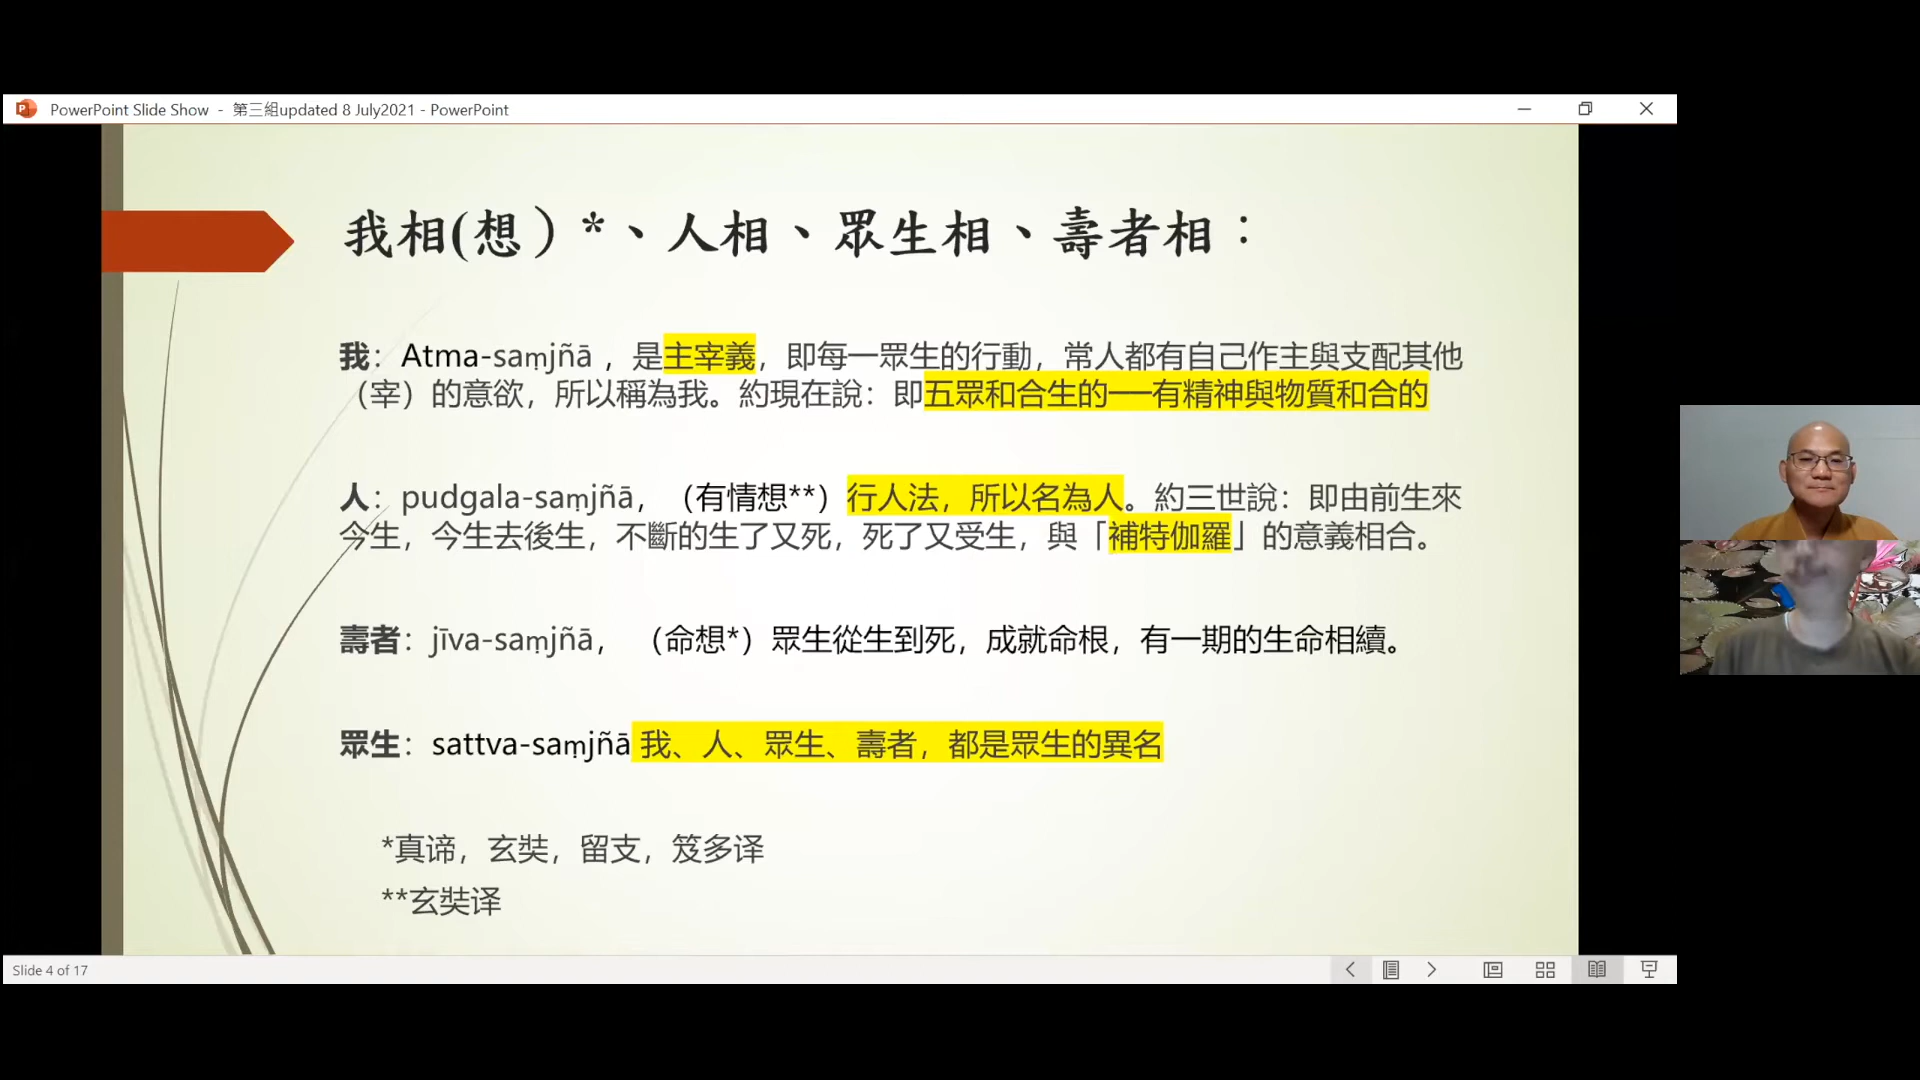 PowerPoint Slide Show - 第三組updated 8 July2021 - PowerPoint
我相(想）*、人相、眾生相、壽者相：
我：Atma-saṃjñā ，是主宰義，即每一眾生的行動，常人都有自己作主與支配其他
（宰）的意欲，所以稱為我。約現在說：即五眾和合生的──有精神與物質和合的
人：pudgala-saṃjñā，（有情想**）行人法，所以名為人。約三世說：即由前生來
今生，今生去後生，不斷的生了又死，死了又受生，與「補特伽羅」的意義相合。
壽者：jīva-saṃjñā，（命想*）眾生從生到死，成就命根，有一期的生命相續。
眾生：sattva-saṃjñā 我、人、眾生、壽者，都是眾生的異名
*真谛，玄奘，留支，笈多译
**玄奘译
Slide 4 of 17